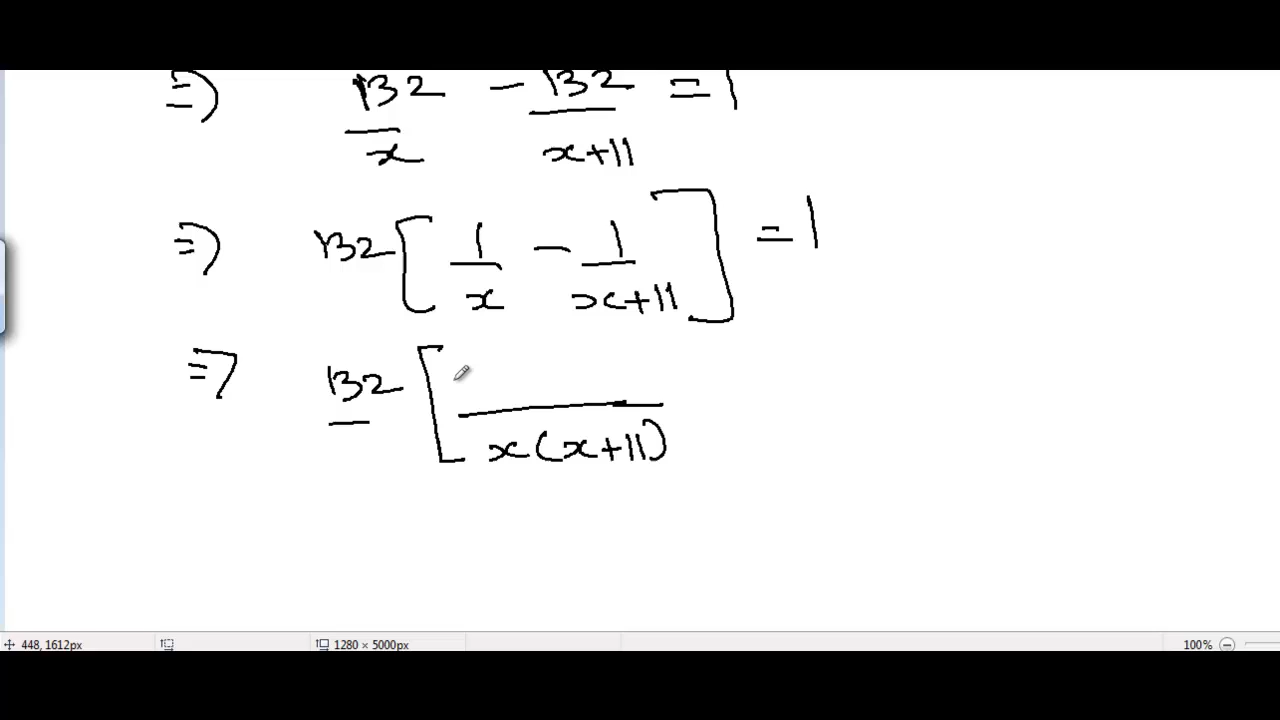 ⇒ 132/x - 132/x+11 = 1
⇒ 132 [ 1/x - 1/x+11 ] = 1
⇒ 132 [ /x(x+11)
448, 1612px 1280 × 5000px 100%